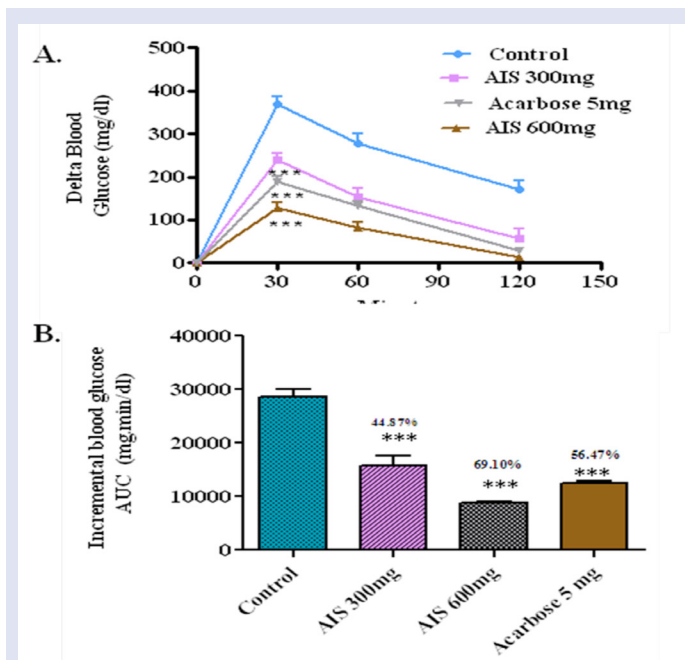 A.
500
400
300
200
100
0
Delta Blood
Glucose (mg/dl)
Control
AIS 300mg
Acarbose 5mg
AIS 600mg
***
***
***
0 30 60 90 120 150
B.
40000
30000
20000
10000
0
Incremental blood glucose
AUC (mg.min/dl)
44.87%
***
69.10%
***
56.47%
***
Control
AIS 300mg
AIS 600mg
Acarbose 5 mg